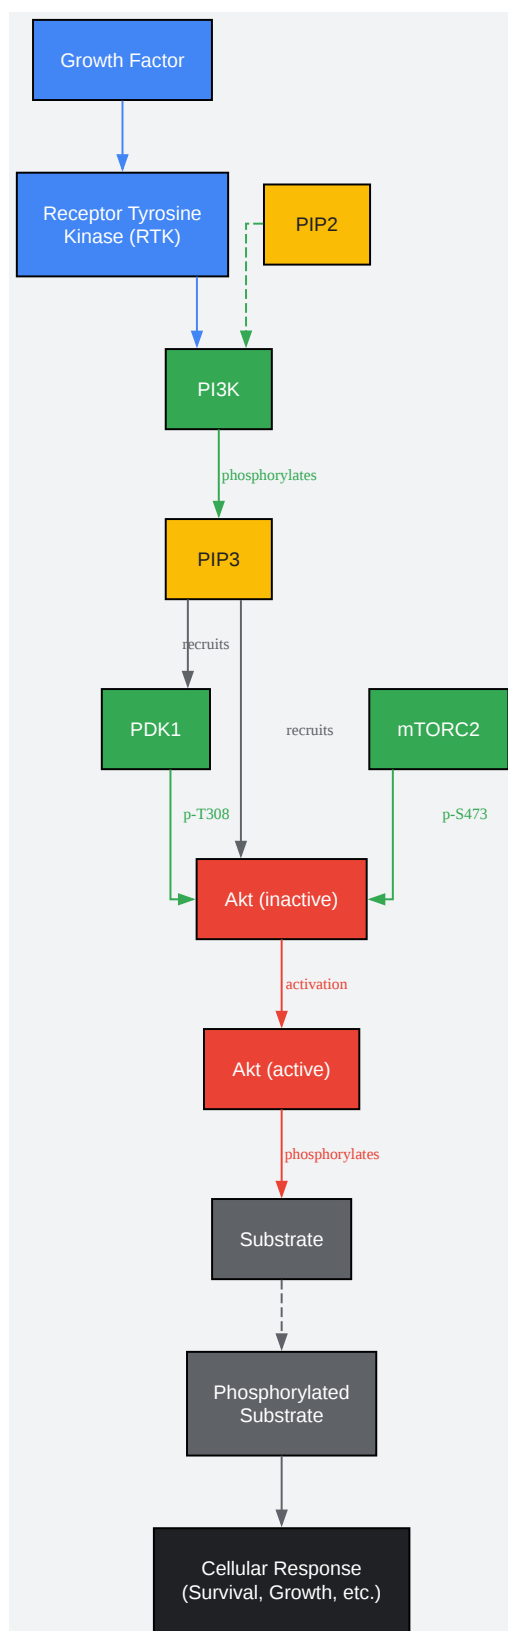 Growth Factor
Receptor Tyrosine
Kinase (RTK)
PIP2
PI3K
phosphorylates
PIP3
recruits
PDK1
recruits
mTORC2
p-T308
p-S473
Akt (inactive)
activation
Akt (active)
phosphorylates
Substrate
Phosphorylated
Substrate
Cellular Response
(Survival, Growth, etc.)